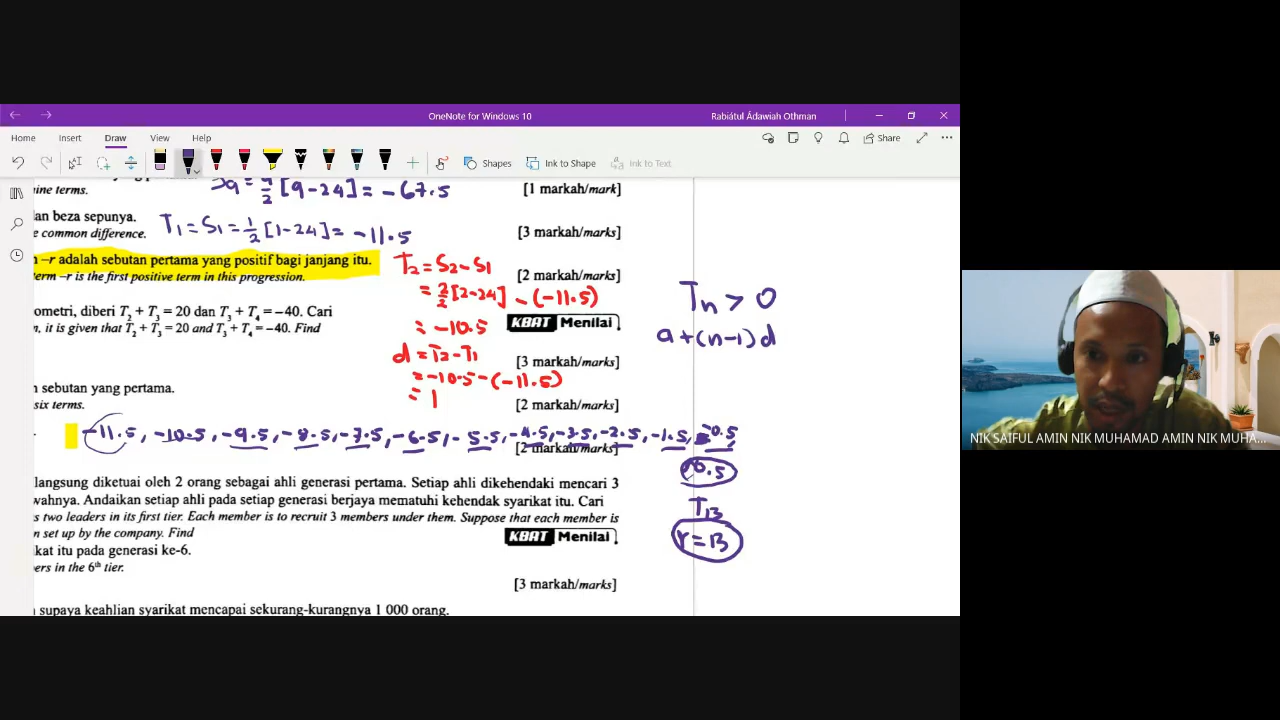 OneNote for Windows 10
Rabiátul Ádawiah Othman
Home Insert Draw View Help
Share
Shapes Ink to Shape Ink to Text
nine terms.
S9 = 9/2 [9-24] = -67.5
[1 markah/mark]
dan beza sepunya.
e common difference.
T1 = S1 = 1/2 [1-24] = -11.5
[3 markah/marks]
-r adalah sebutan pertama yang positif bagi janjang itu.
term -r is the first positive term in this progression.
[2 markah/marks]
T2 = S2 - S1
= 2/2 [2-24] - (-11.5)
= -10.5
d = T2 - T1
= -10.5 - (-11.5)
= 1
Tn > 0
a + (n-1) d
ometri, diberi T2 + T3 = 20 dan T3 + T4 = -40. Cari
n, it is given that T2 + T3 = 20 and T3 + T4 = -40. Find
KBAT Menilai
[3 markah/marks]
sebutan yang pertama.
six terms.
[2 markah/marks]
-11.5, -10.5, -9.5, -8.5, -7.5, -6.5, -5.5, -4.5, -3.5, -2.5, -1.5, -0.5,
[2 markah/marks]
0.5
T13
r = 13
langsung diketuai oleh 2 orang sebagai ahli generasi pertama. Setiap ahli dikehendaki mencari 3
wahnya. Andaikan setiap ahli pada setiap generasi berjaya mematuhi kehendak syarikat itu. Cari
s two leaders in its first tier. Each member is to recruit 3 members under them. Suppose that each member is
n set up by the company. Find
KBAT Menilai
ikat itu pada generasi ke-6.
bers in the 6th tier.
[3 markah/marks]
supaya keahlian syarikat mencapai sekurang-kurangnya 1 000 orang.
NIK SAIFUL AMIN NIK MUHAMAD AMIN NIK MUHA...